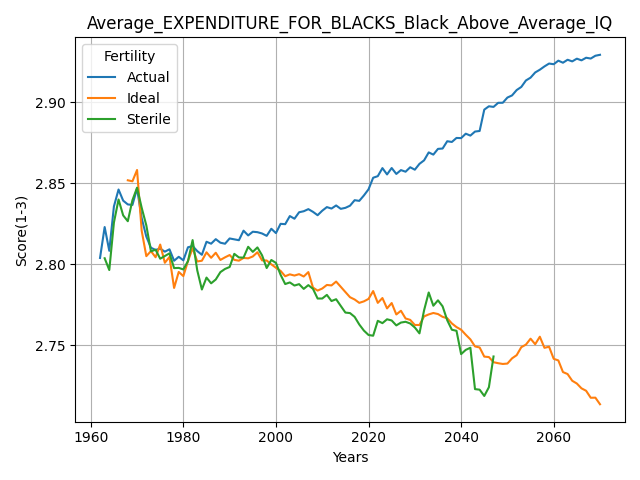 Average_EXPENDITURE_FOR_BLACKS_Black_Above_Average_IQ
Fertility
Actual
Ideal
Sterile
2.90
2.85
2.80
2.75
Score(1-3)
1960 1980 2000 2020 2040 2060
Years